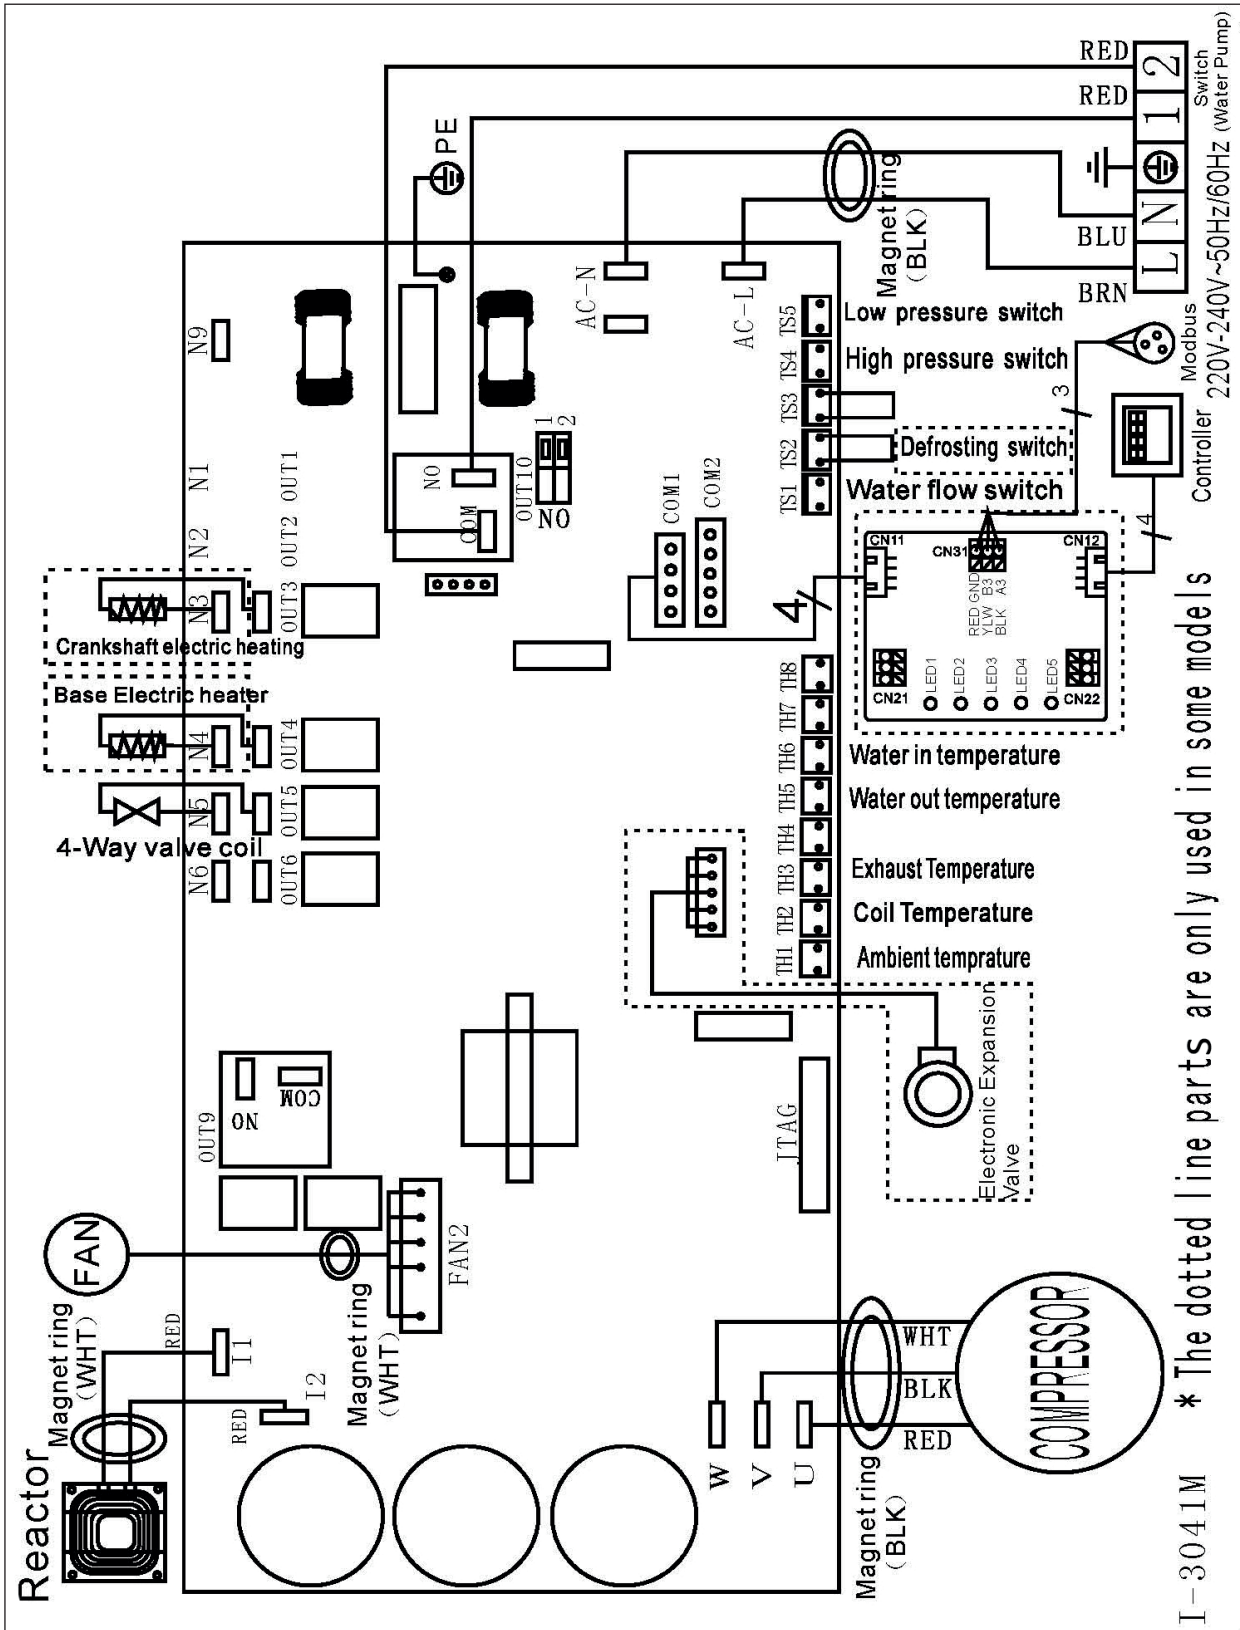 Reactor
Magnet ring
(WHT)
RED
RED
I1
I2
FAN
Magnet ring
(WHT)
FAN2
OUT9
NO
COM
N6
N5
N4
N3
N2
N1
N9
4-Way valve coil
Base Electric heater
Crankshaft electric heating
OUT6
OUT5
OUT4
OUT3
OUT2
OUT1
COM
NO
OUT10
1
2
ON
PE
RED
RED
2
1
N
L
Switch
(Water Pump)
220V-240V~50Hz/60Hz
BLU
BRN
AC-N
AC-L
Magnet ring
(BLK)
COM1
COM2
TS5
TS4
TS3
TS2
TS1
Low pressure switch
High pressure switch
Defrosting switch
Water flow switch
Modbus
3
Controller
4
4
CN11
CN31
CN12
RED GND
YLW B3
BLK A3
CN21
LED1
LED2
LED3
LED4
LED5
CN22
TH8
TH7
TH6
TH5
TH4
TH3
TH2
TH1
Water in temperature
Water out temperature
Exhaust Temperature
Coil Temperature
Ambient temprature
Electronic Expansion
Valve
JTAG
W
V
U
WHT
BLK
RED
Magnet ring
(BLK)
COMPRESSOR
I-3041M
* The dotted line parts are only used in some models